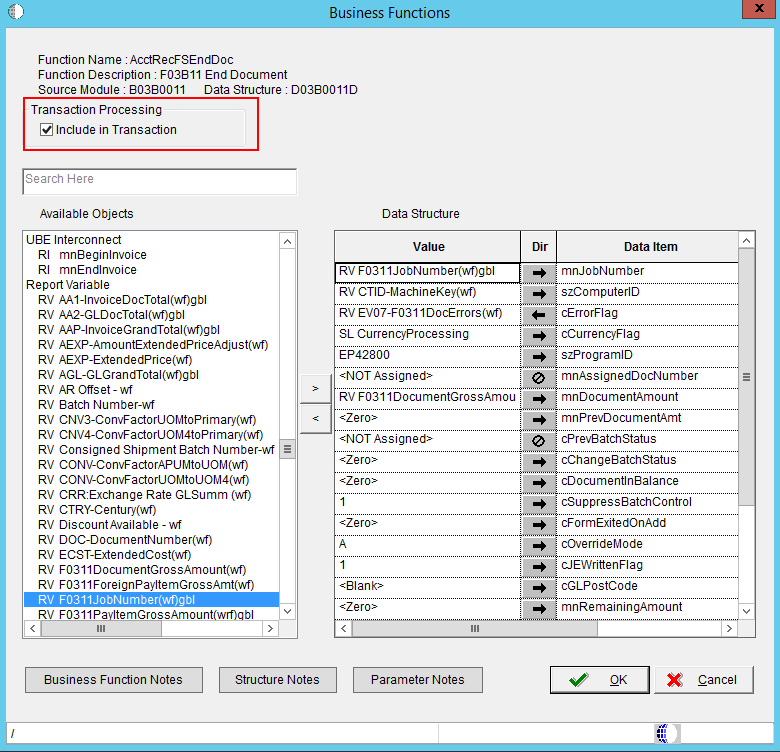 Business Functions
x
Function Name : AcctRecFSEndDoc
Function Description : F03B11 End Document
Source Module : B03B0011 Data Structure : D03B0011D
Transaction Processing
Include in Transaction
Search Here
Available Objects
UBE Interconnect
RI mnBeginInvoice
RI mnEndInvoice
Report Variable
RV AA1-InvoiceDocTotal(wf)gbl
RV AA2-GLDocTotal(wf)gbl
RV AAP-InvoiceGrandTotal(wf)gbl
RV AEXP-AmountExtendedPriceAdjust(wf)
RV AEXP-ExtendedPrice(wf)
RV AGL-GLGrandTotal(wf)gbl
RV AR Offset - wf
RV Batch Number-wf
RV CNV3-ConvFactorUOMtoPrimary(wf)
RV CNV4-ConvFactorUOM4toPrimary(wf)
RV Consigned Shipment Batch Number-wf
RV CONV-ConvFactorAPUMtoUOM(wf)
RV CONV-ConvFactorUOMtoUOM4(wf)
RV CRR:Exchange Rate GLSumm (wf)
RV CTRY-Century(wf)
RV Discount Available - wf
RV DOC-DocumentNumber(wf)
RV ECST-ExtendedCost(wf)
RV F0311DocumentGrossAmount(wf)
RV F0311ForeignPayItemGrossAmt(wf)
RV F0311JobNumber(wf)gbl
RV F0311PayItemGrossAmount(wrf)gbl
>
<
Data Structure
Value Dir Data Item
RV F0311JobNumber(wf)gbl mnJobNumber
RV CTID-MachineKey(wf) szComputerID
RV EV07-F0311DocErrors(wf) cErrorFlag
SL CurrencyProcessing cCurrencyFlag
EP42800 szProgramID
<NOT Assigned> mnAssignedDocNumber
RV F0311DocumentGrossAmou mnDocumentAmount
<Zero> mnPrevDocumentAmt
<NOT Assigned> cPrevBatchStatus
<Zero> cChangeBatchStatus
<Zero> cDocumentInBalance
1 cSuppressBatchControl
<Zero> cFormExitedOnAdd
A cOverrideMode
1 cJEWrittenFlag
<Blank> cGLPostCode
<Zero> mnRemainingAmount
Business Function Notes
Structure Notes
Parameter Notes
OK
Cancel
/